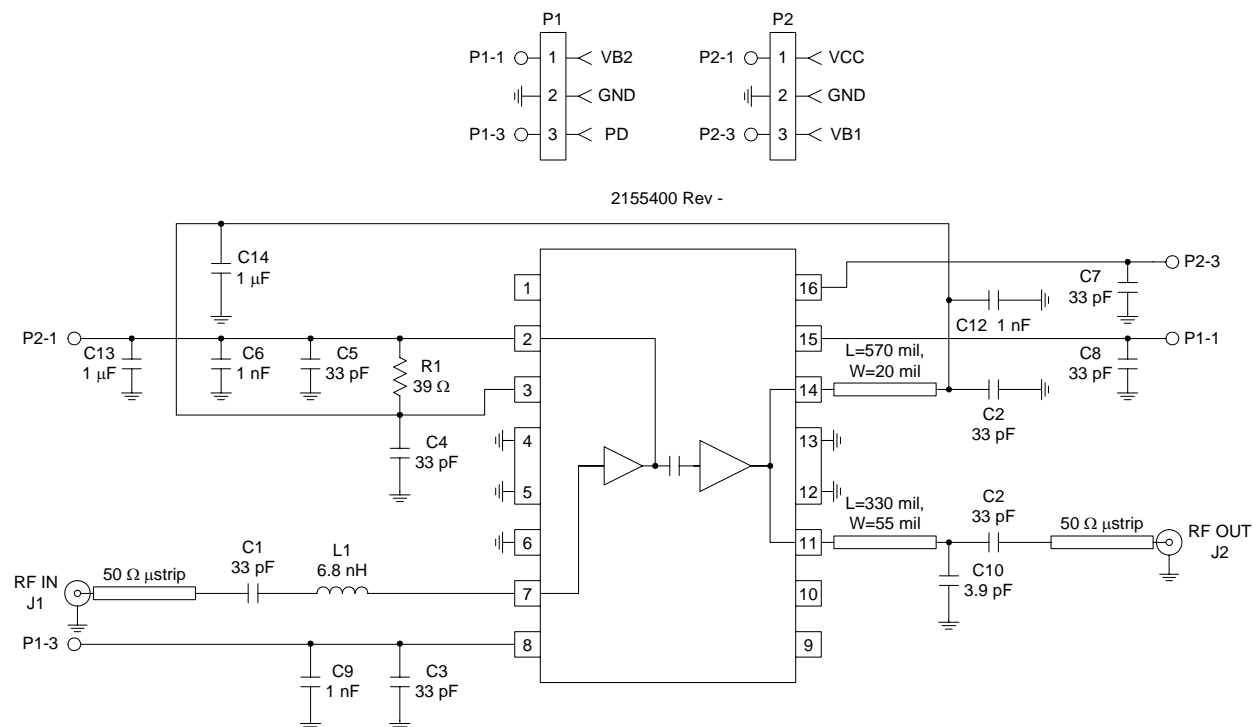 P1
P2
P1-1
1
VB2
2
GND
P1-3
3
PD
P2-1
1
VCC
2
GND
P2-3
3
VB1
2155400 Rev -
C14
1 μF
P2-1
C13
1 μF
C6
1 nF
C5
33 pF
R1
39 Ω
C4
33 pF
1
2
3
4
5
6
7
8
16
15
14
13
12
11
10
9
C7
33 pF
P2-3
C12 1 nF
P1-1
C8
33 pF
L=570 mil,
W=20 mil
C2
33 pF
L=330 mil,
W=55 mil
C2
33 pF
50 Ω μstrip
RF OUT
J2
C10
3.9 pF
RF IN
J1
50 Ω μstrip
C1
33 pF
L1
6.8 nH
P1-3
C9
1 nF
C3
33 pF